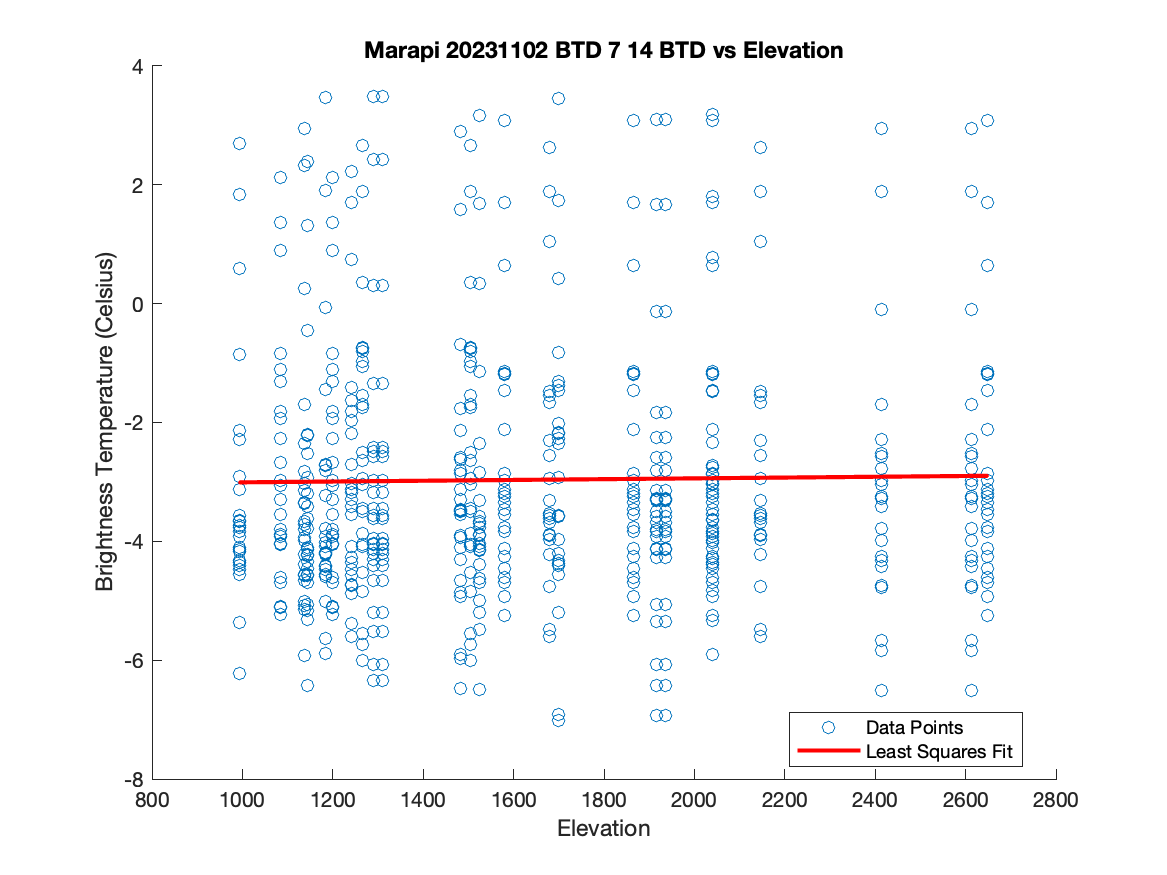 Marapi 20231102 BTD 7 14 BTD vs Elevation
4
2
0
-2
-4
-6
-8
Brightness Temperature (Celsius)
800 1000 1200 1400 1600 1800 2000 2200 2400 2600 2800
Elevation
Data Points
Least Squares Fit